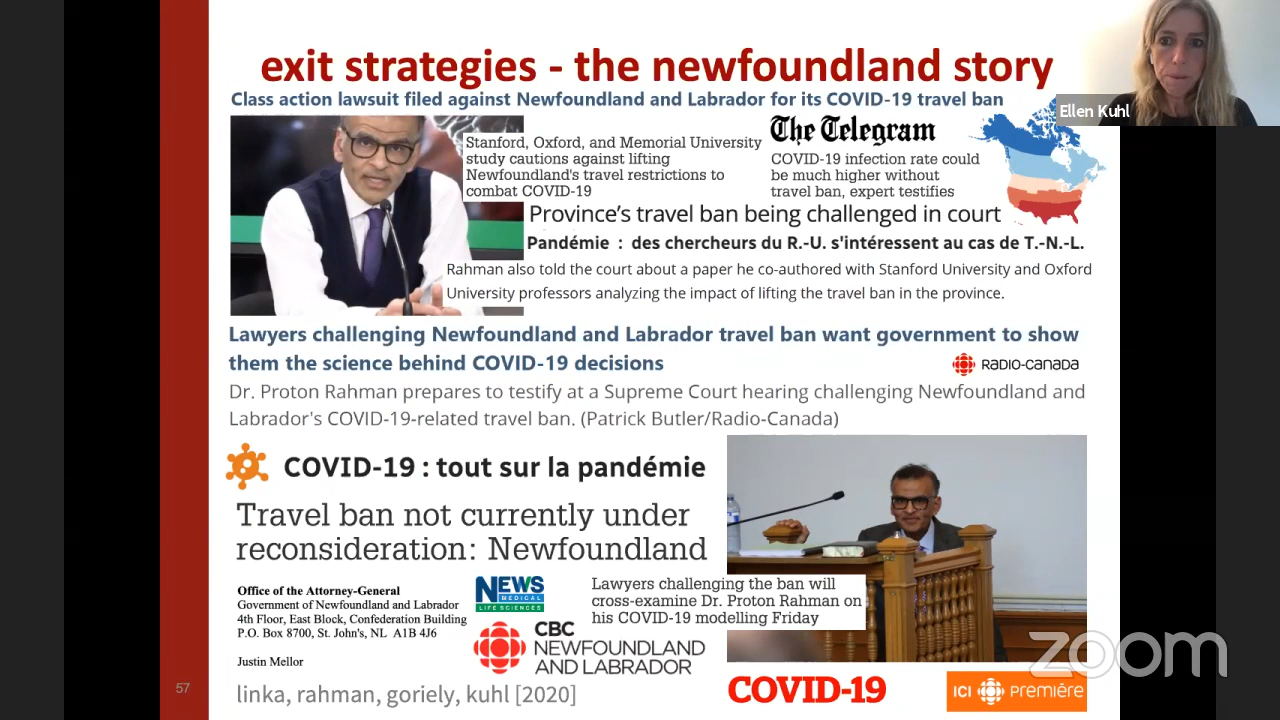 exit strategies - the newfoundland story
Class action lawsuit filed against Newfoundland and Labrador for its COVID-19 travel ban
Ellen Kuhl
Stanford, Oxford, and Memorial University
study cautions against lifting
Newfoundland's travel restrictions to
combat COVID-19
The Telegram
COVID-19 infection rate could
be much higher without
travel ban, expert testifies
Province's travel ban being challenged in court
Pandémie : des chercheurs du R.-U. s'intéressent au cas de T.-N.-L.
Rahman also told the court about a paper he co-authored with Stanford University and Oxford
University professors analyzing the impact of lifting the travel ban in the province.
Lawyers challenging Newfoundland and Labrador travel ban want government to show
them the science behind COVID-19 decisions
RADIO-CANADA
Dr. Proton Rahman prepares to testify at a Supreme Court hearing challenging Newfoundland and
Labrador's COVID-19-related travel ban. (Patrick Butler/Radio-Canada)
COVID-19 : tout sur la pandémie
Travel ban not currently under
reconsideration: Newfoundland
Office of the Attorney-General
Government of Newfoundland and Labrador
4th Floor, East Block, Confederation Building
P.O. Box 8700, St. John's, NL A1B 4J6
Justin Mellor
NEWS
MEDICAL
LIFE SCIENCES
Lawyers challenging the ban will
cross-examine Dr. Proton Rahman on
his COVID-19 modelling Friday
CBC
NEWFOUNDLAND
AND LABRADOR
zoom
57
linka, rahman, goriely, kuhl [2020]
COVID-19
ICI PREMIÈRE